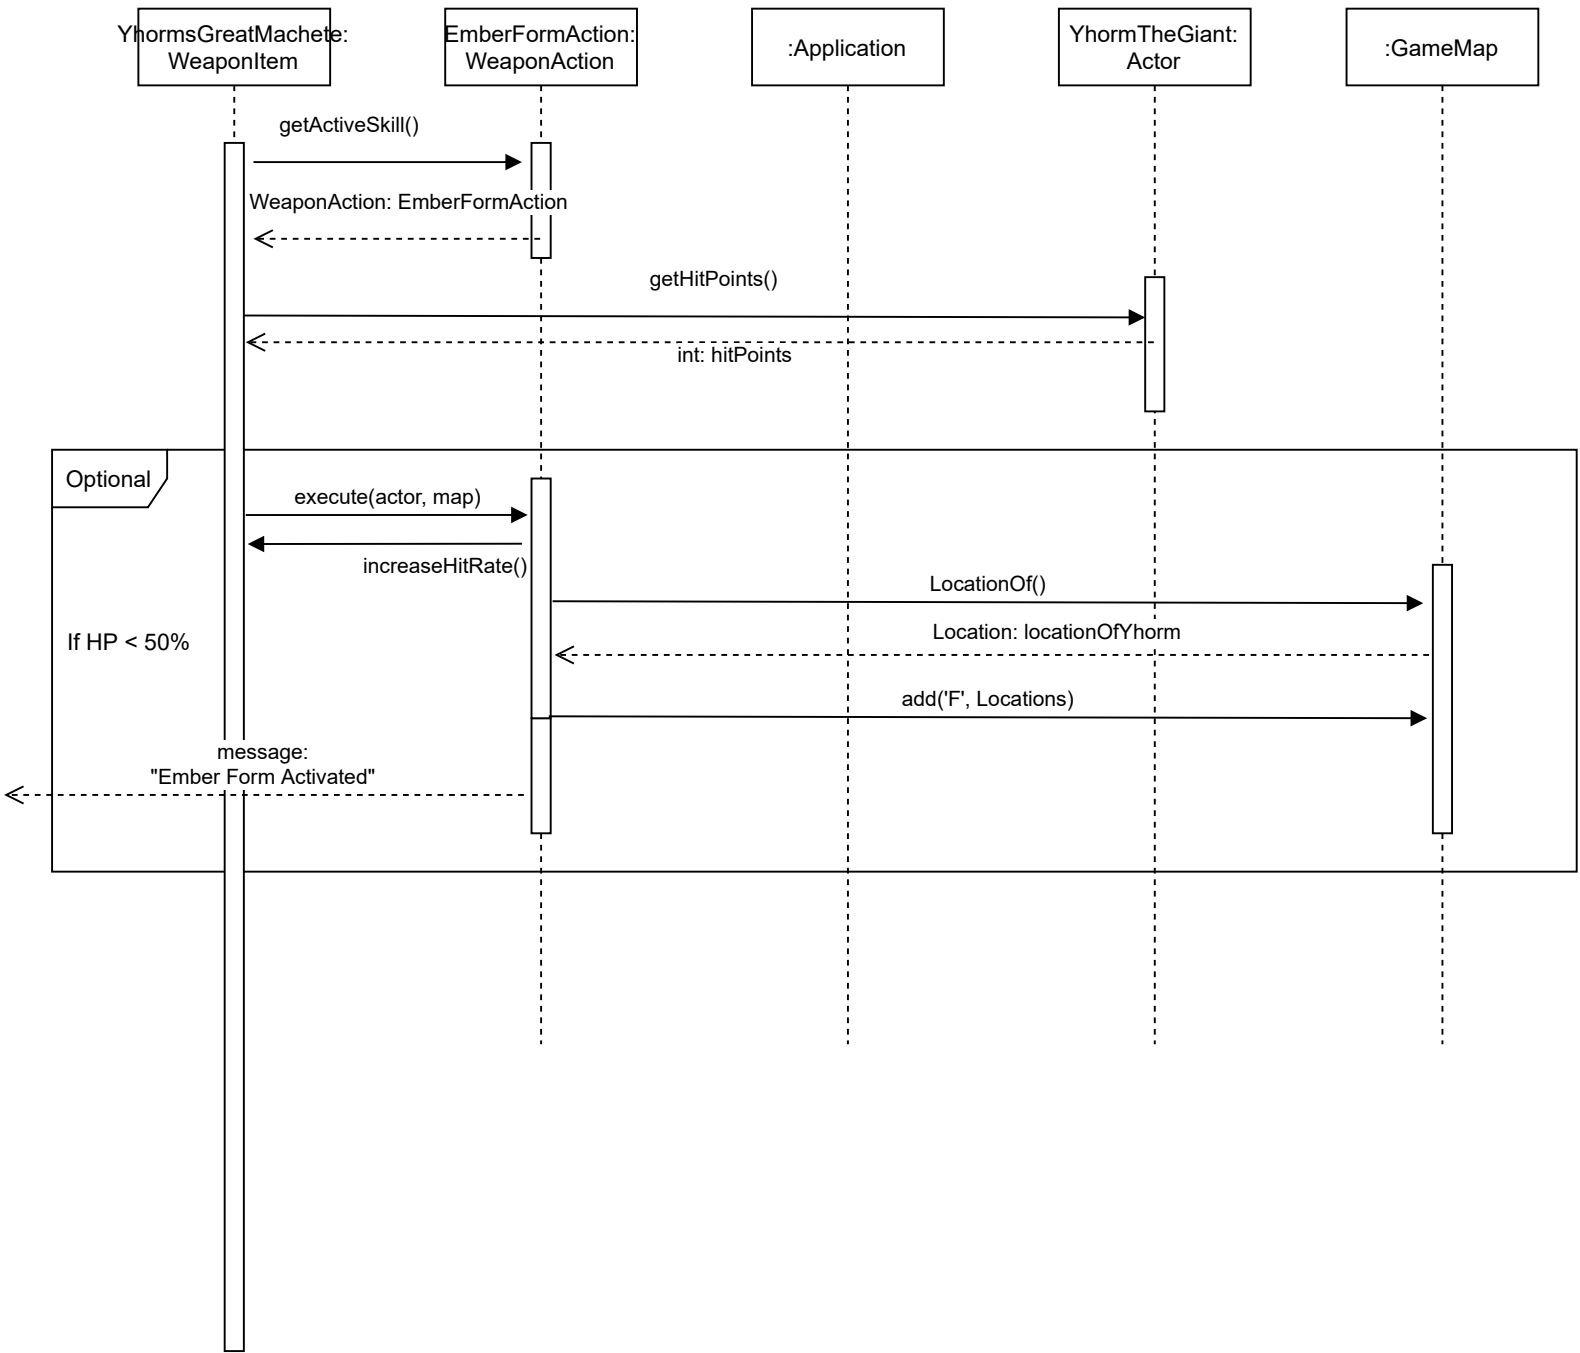 YhormsGreatMachete:
WeaponItem
EmberFormAction:
WeaponAction
:Application
YhormTheGiant:
Actor
:GameMap
getActiveSkill()
WeaponAction: EmberFormAction
getHitPoints()
int: hitPoints
Optional
execute(actor, map)
increaseHitRate()
LocationOf()
If HP < 50%
Location: locationOfYhorm
add('F', Locations)
message:
"Ember Form Activated"